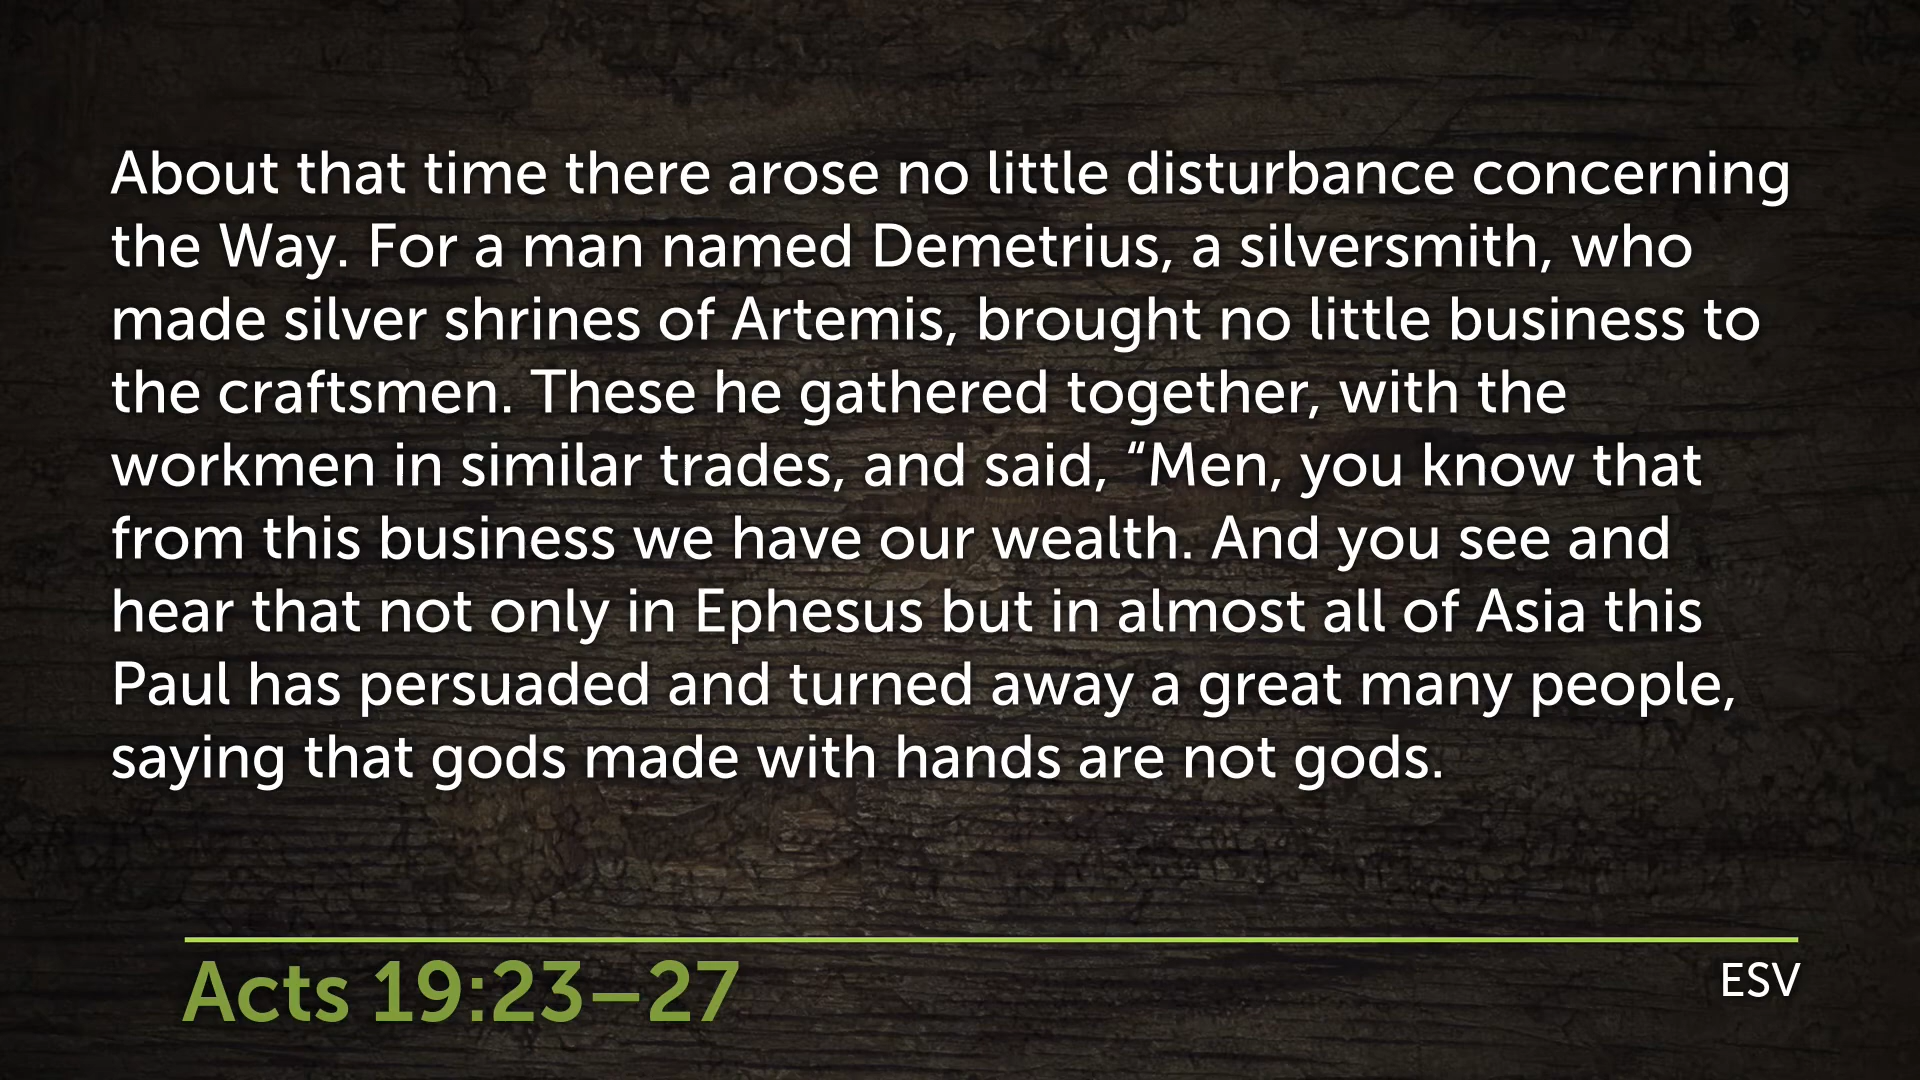 About that time there arose no little disturbance concerning
the Way. For a man named Demetrius, a silversmith, who
made silver shrines of Artemis, brought no little business to
the craftsmen. These he gathered together, with the
workmen in similar trades, and said, “Men, you know that
from this business we have our wealth. And you see and
hear that not only in Ephesus but in almost all of Asia this
Paul has persuaded and turned away a great many people,
saying that gods made with hands are not gods.
Acts 19:23–27
ESV